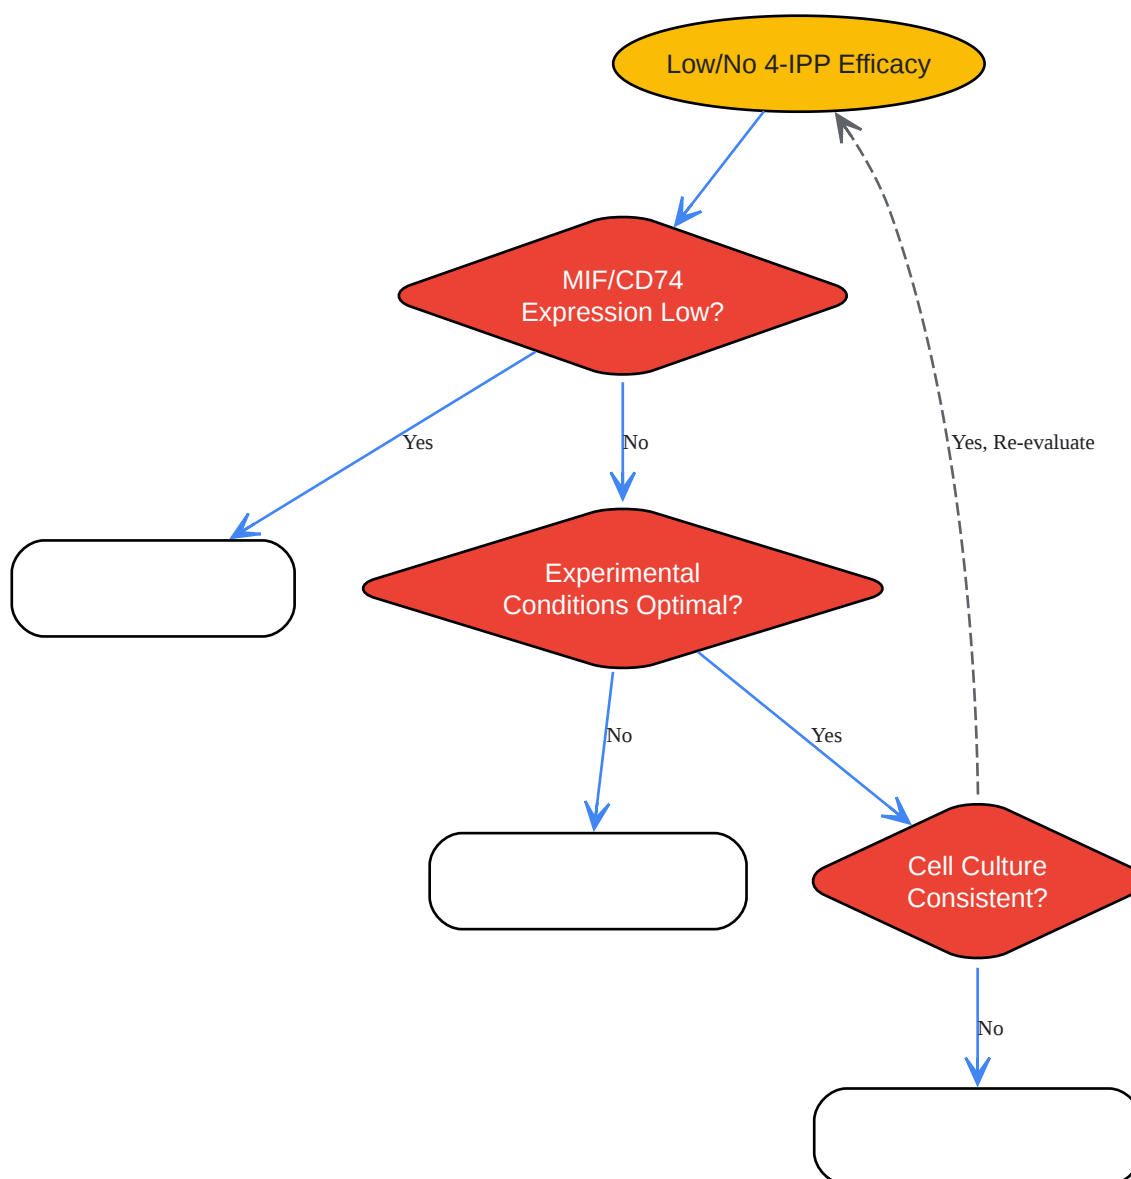 Low/No 4-IPP Efficacy
MIF/CD74
Expression Low?
Yes
No
Yes, Re-evaluate
Experimental
Conditions Optimal?
No
Yes
Cell Culture
Consistent?
No